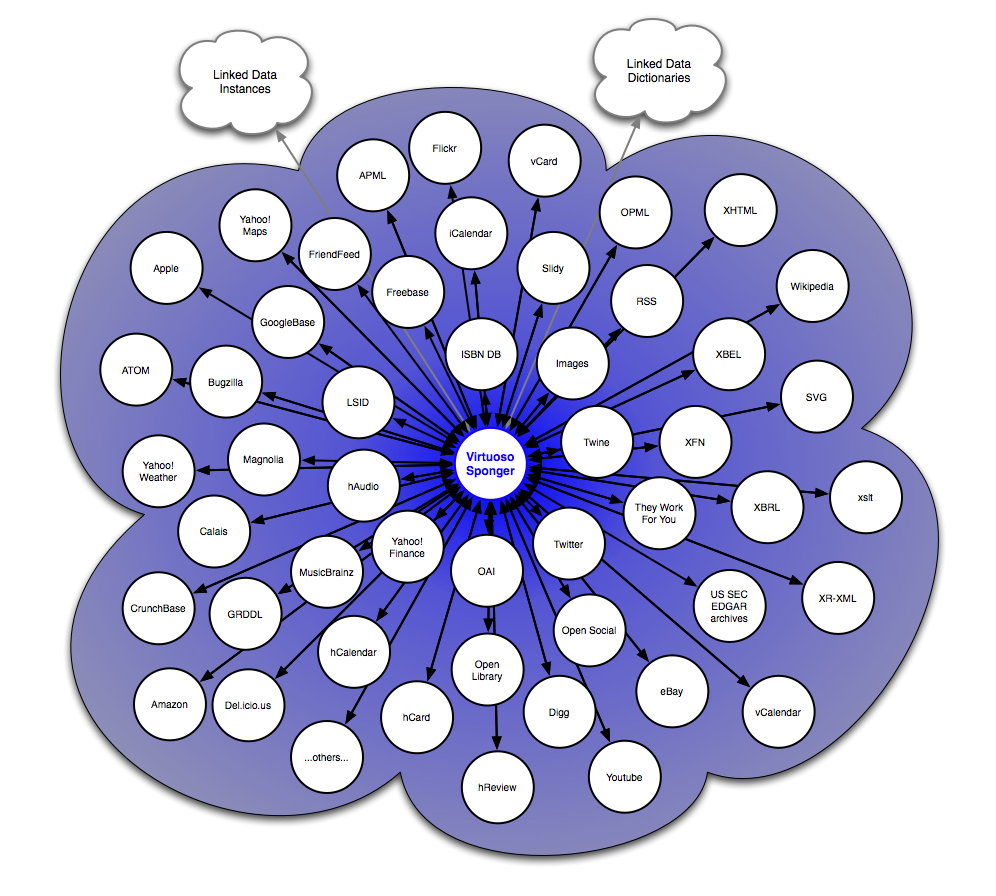 Linked Data
Instances
Linked Data
Dictionaries
Flickr
vCard
APML
OPML
XHTML
Yahoo!
Maps
iCalendar
FriendFeed
Slidy
Apple
Freebase
Wikipedia
RSS
GoogleBase
ISBN DB
Images
XBEL
ATOM
Bugzilla
SVG
LSID
Twine
XFN
Magnolia
Virtuoso
Sponger
Yahoo!
Weather
hAudio
xslt
They Work
For You
XBRL
Calais
Yahoo!
Finance
Twitter
MusicBrainz
OAI
CrunchBase
GRDDL
US SEC
EDGAR
archives
XR-XML
Open Social
hCalendar
Open
Library
eBay
Amazon
Del.icio.us
hCard
Digg
vCalendar
...others...
hReview
Youtube